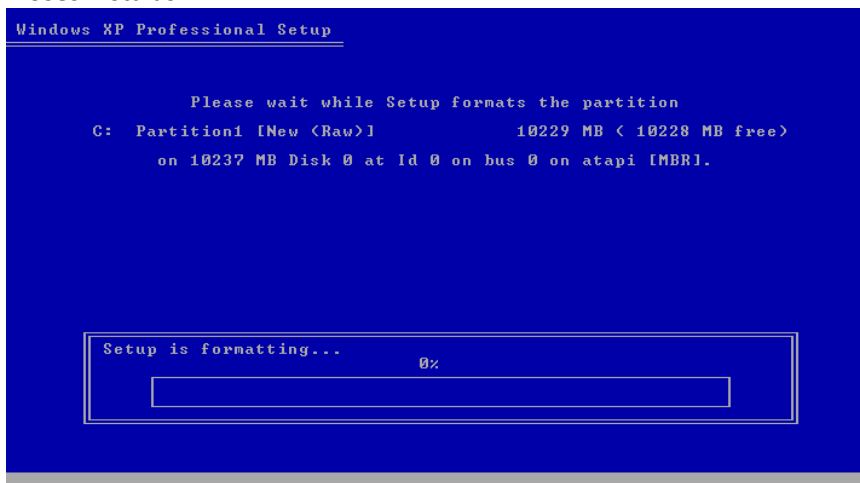 Windows XP Professional Setup
Please wait while Setup formats the partition
C: Partition1 [New (Raw)] 10229 MB ( 10228 MB free)
on 10237 MB Disk 0 at Id 0 on bus 0 on atapi [MBR].
Setup is formatting...
0%